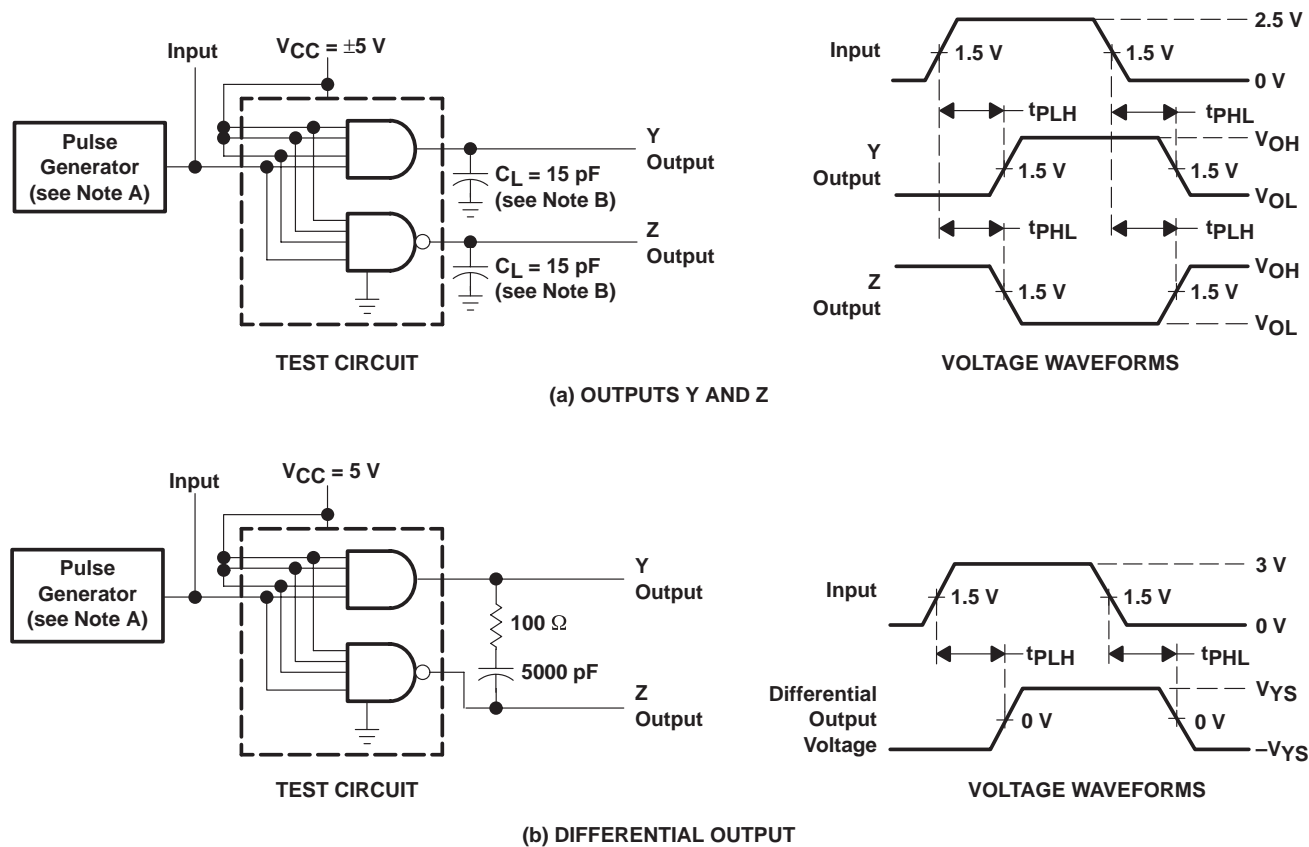 Input
VCC = ±5 V
Pulse
Generator
(see Note A)
Y
Output
CL = 15 pF
(see Note B)
Z
Output
CL = 15 pF
(see Note B)
TEST CIRCUIT
Input
2.5 V
1.5 V
1.5 V
0 V
tPLH
tPHL
Y
Output
VOH
1.5 V
1.5 V
VOL
tPHL
tPLH
Z
Output
VOH
1.5 V
1.5 V
VOL
VOLTAGE WAVEFORMS
(a) OUTPUTS Y AND Z
Input
VCC = 5 V
Pulse
Generator
(see Note A)
Y
Output
100 Ω
5000 pF
Z
Output
TEST CIRCUIT
Input
3 V
1.5 V
1.5 V
0 V
tPLH
tPHL
Differential
Output
Voltage
VYS
0 V
0 V
–VYS
VOLTAGE WAVEFORMS
(b) DIFFERENTIAL OUTPUT